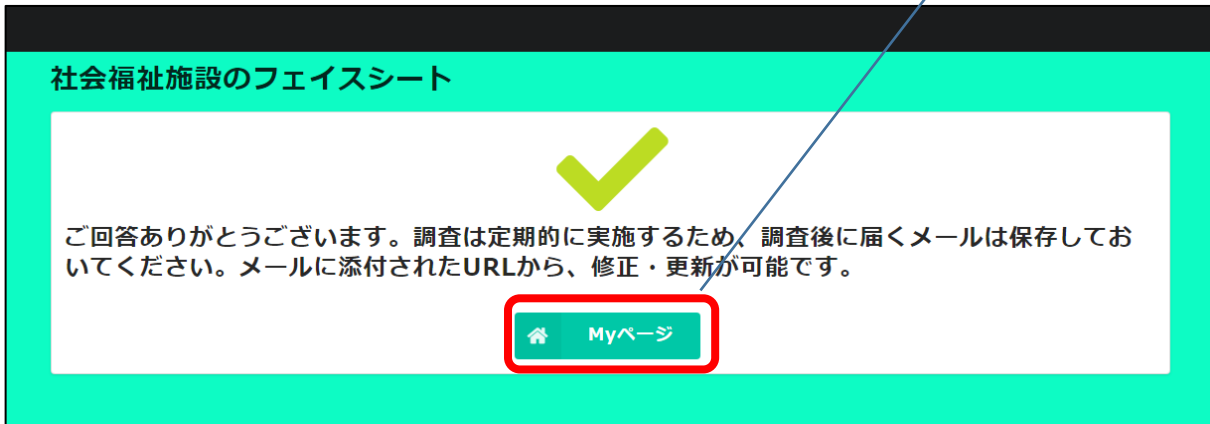 社会福祉施設のフェイスシート
ご回答ありがとうございます。調査は定期的に実施するため、調査後に届くメールは保存してお
いてください。メールに添付されたURLから、修正・更新が可能です。
Myページ